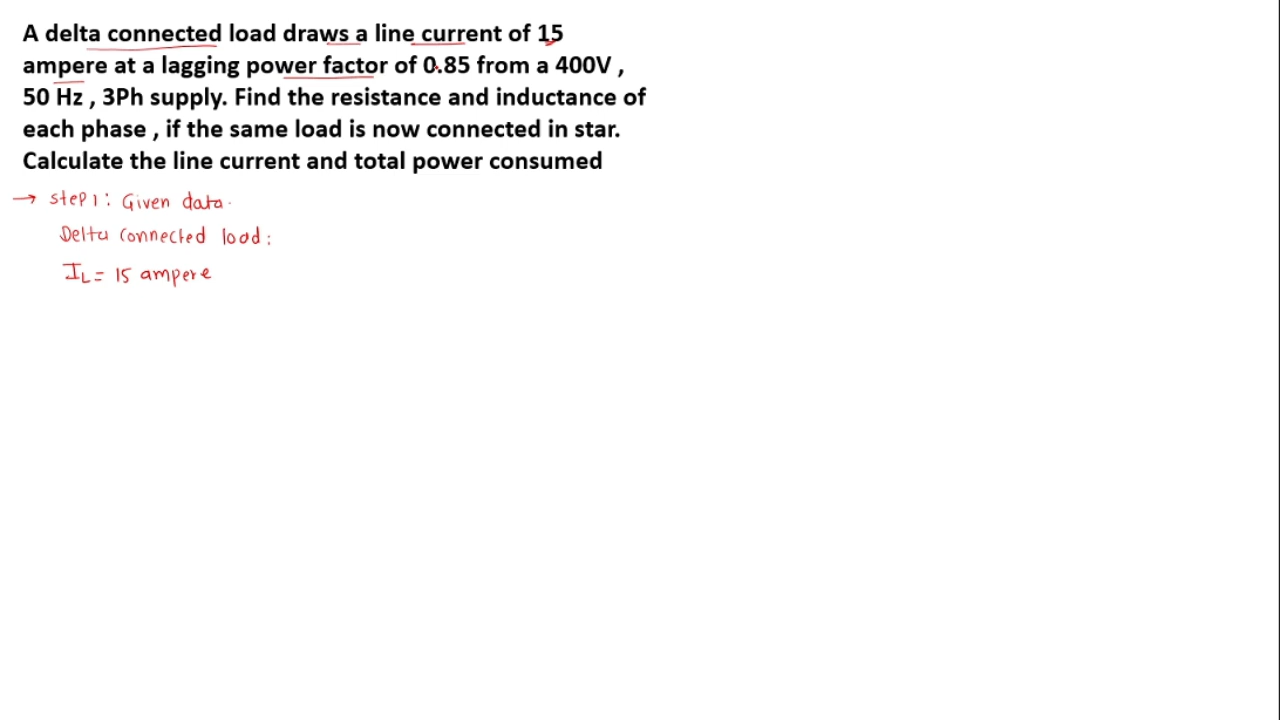 A delta connected load draws a line current of 15
ampere at a lagging power factor of 0.85 from a 400V ,
50 Hz , 3Ph supply. Find the resistance and inductance of
each phase , if the same load is now connected in star.
Calculate the line current and total power consumed
→ Step 1: Given data.
Delta connected load:
IL = 15 ampere